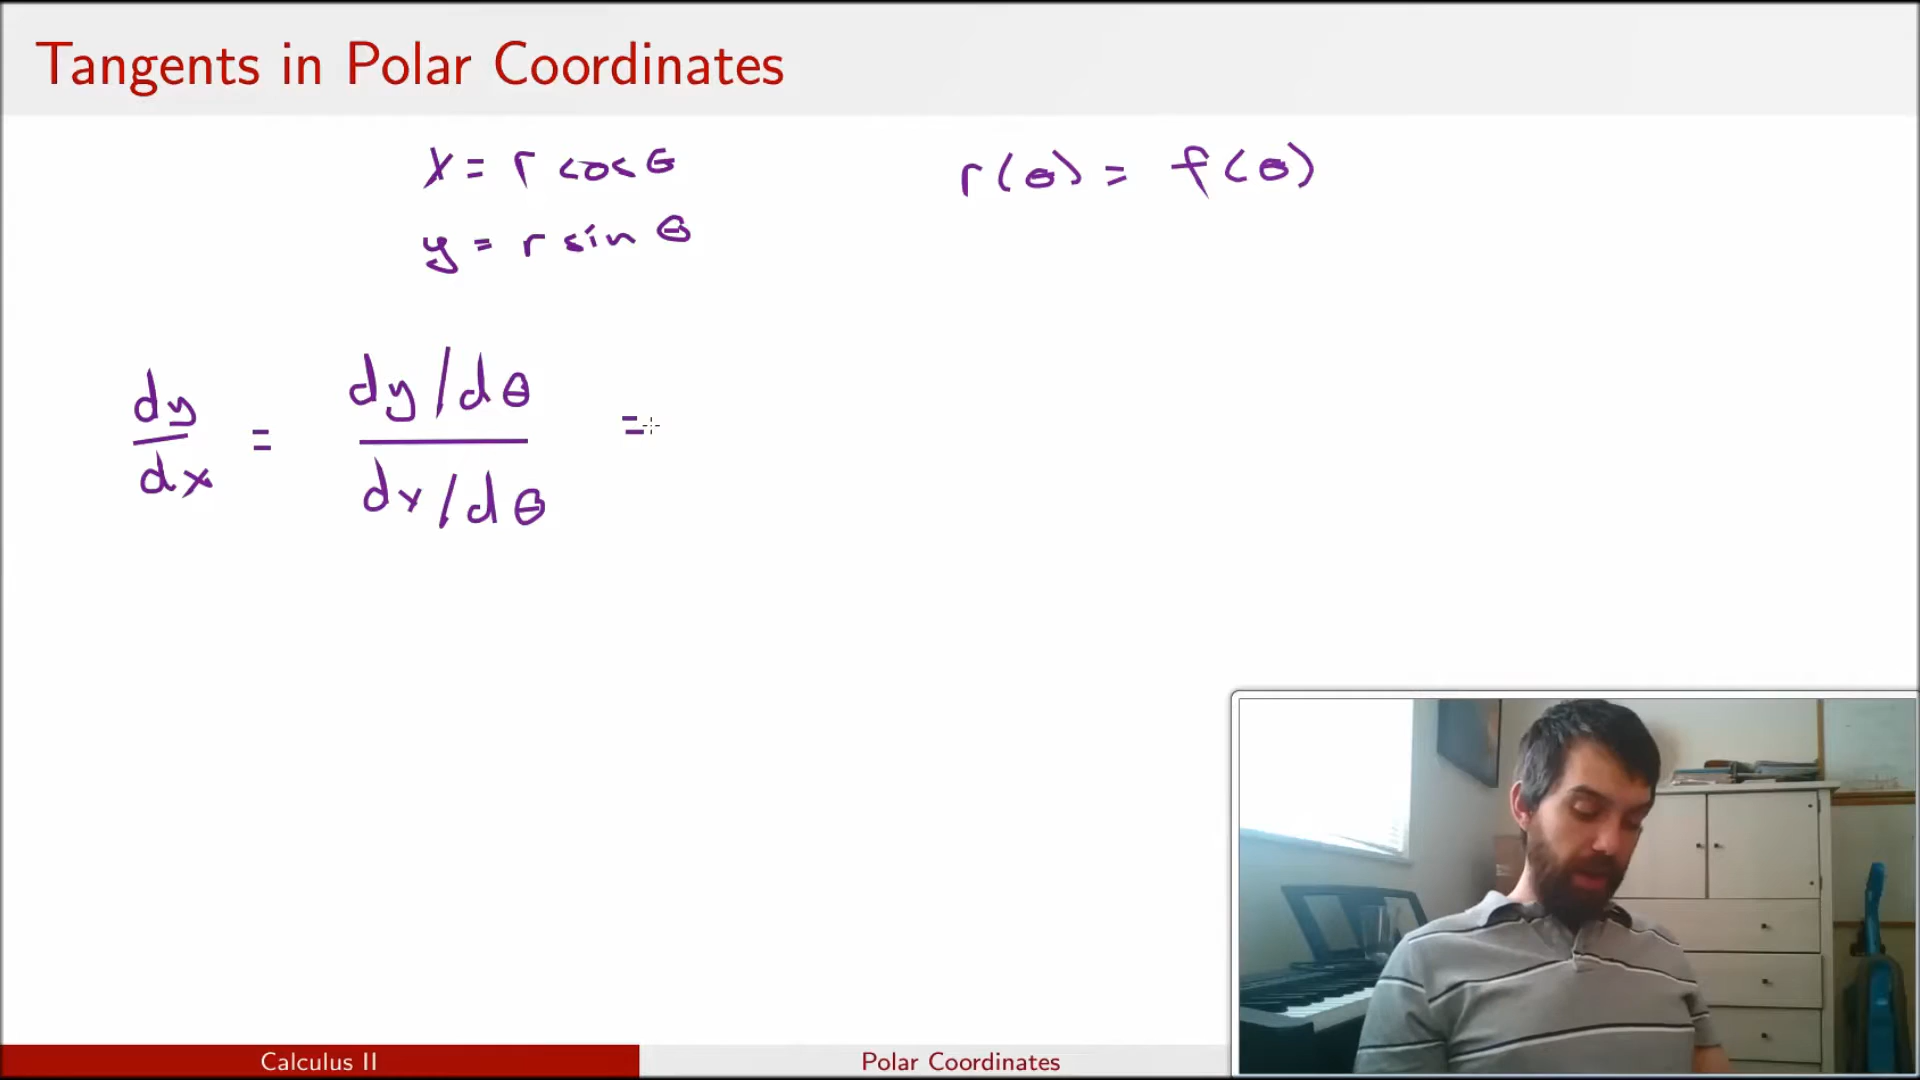 Tangents in Polar Coordinates
x = r cos θ
r(θ) = f(θ)
y = r sin θ
dy/dx = dy/dθ / dx/dθ =
Calculus II
Polar Coordinates